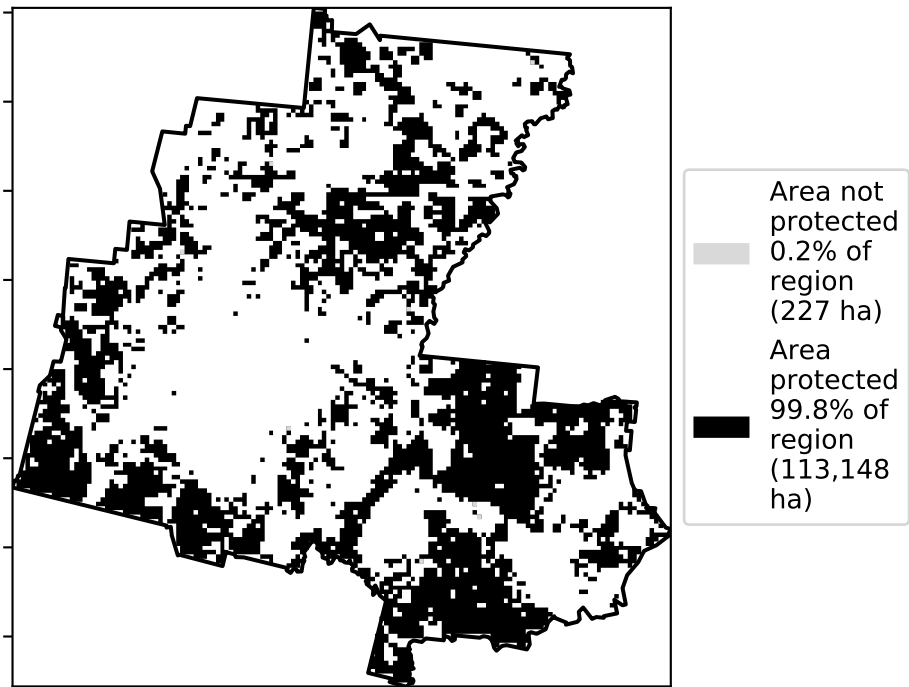 Area not
protected
0.2% of
region
(227 ha)
Area
protected
99.8% of
region
(113,148
ha)